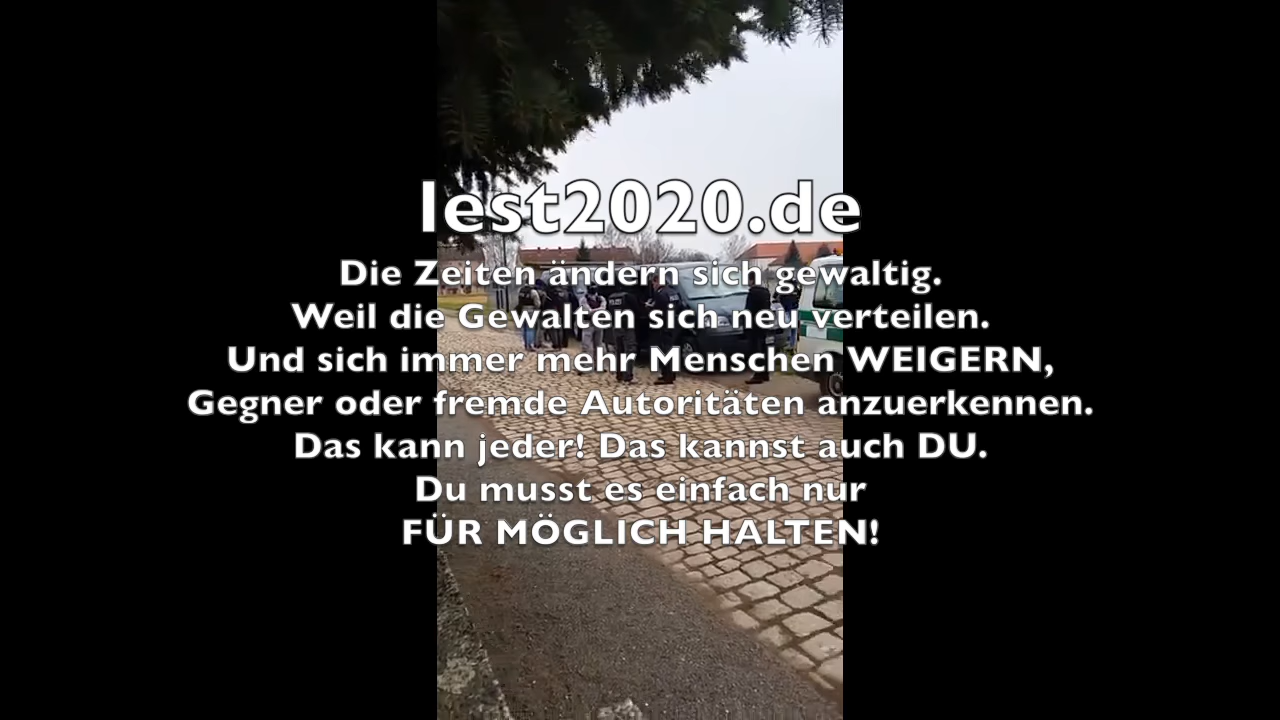 lest2020.de
Die Zeiten ändern sich gewaltig.
Weil die Gewalten sich neu verteilen.
Und sich immer mehr Menschen WEIGERN,
Gegner oder fremde Autoritäten anzuerkennen.
Das kann jeder! Das kannst auch DU.
Du musst es einfach nur
FÜR MÖGLICH HALTEN!
POLIZEI